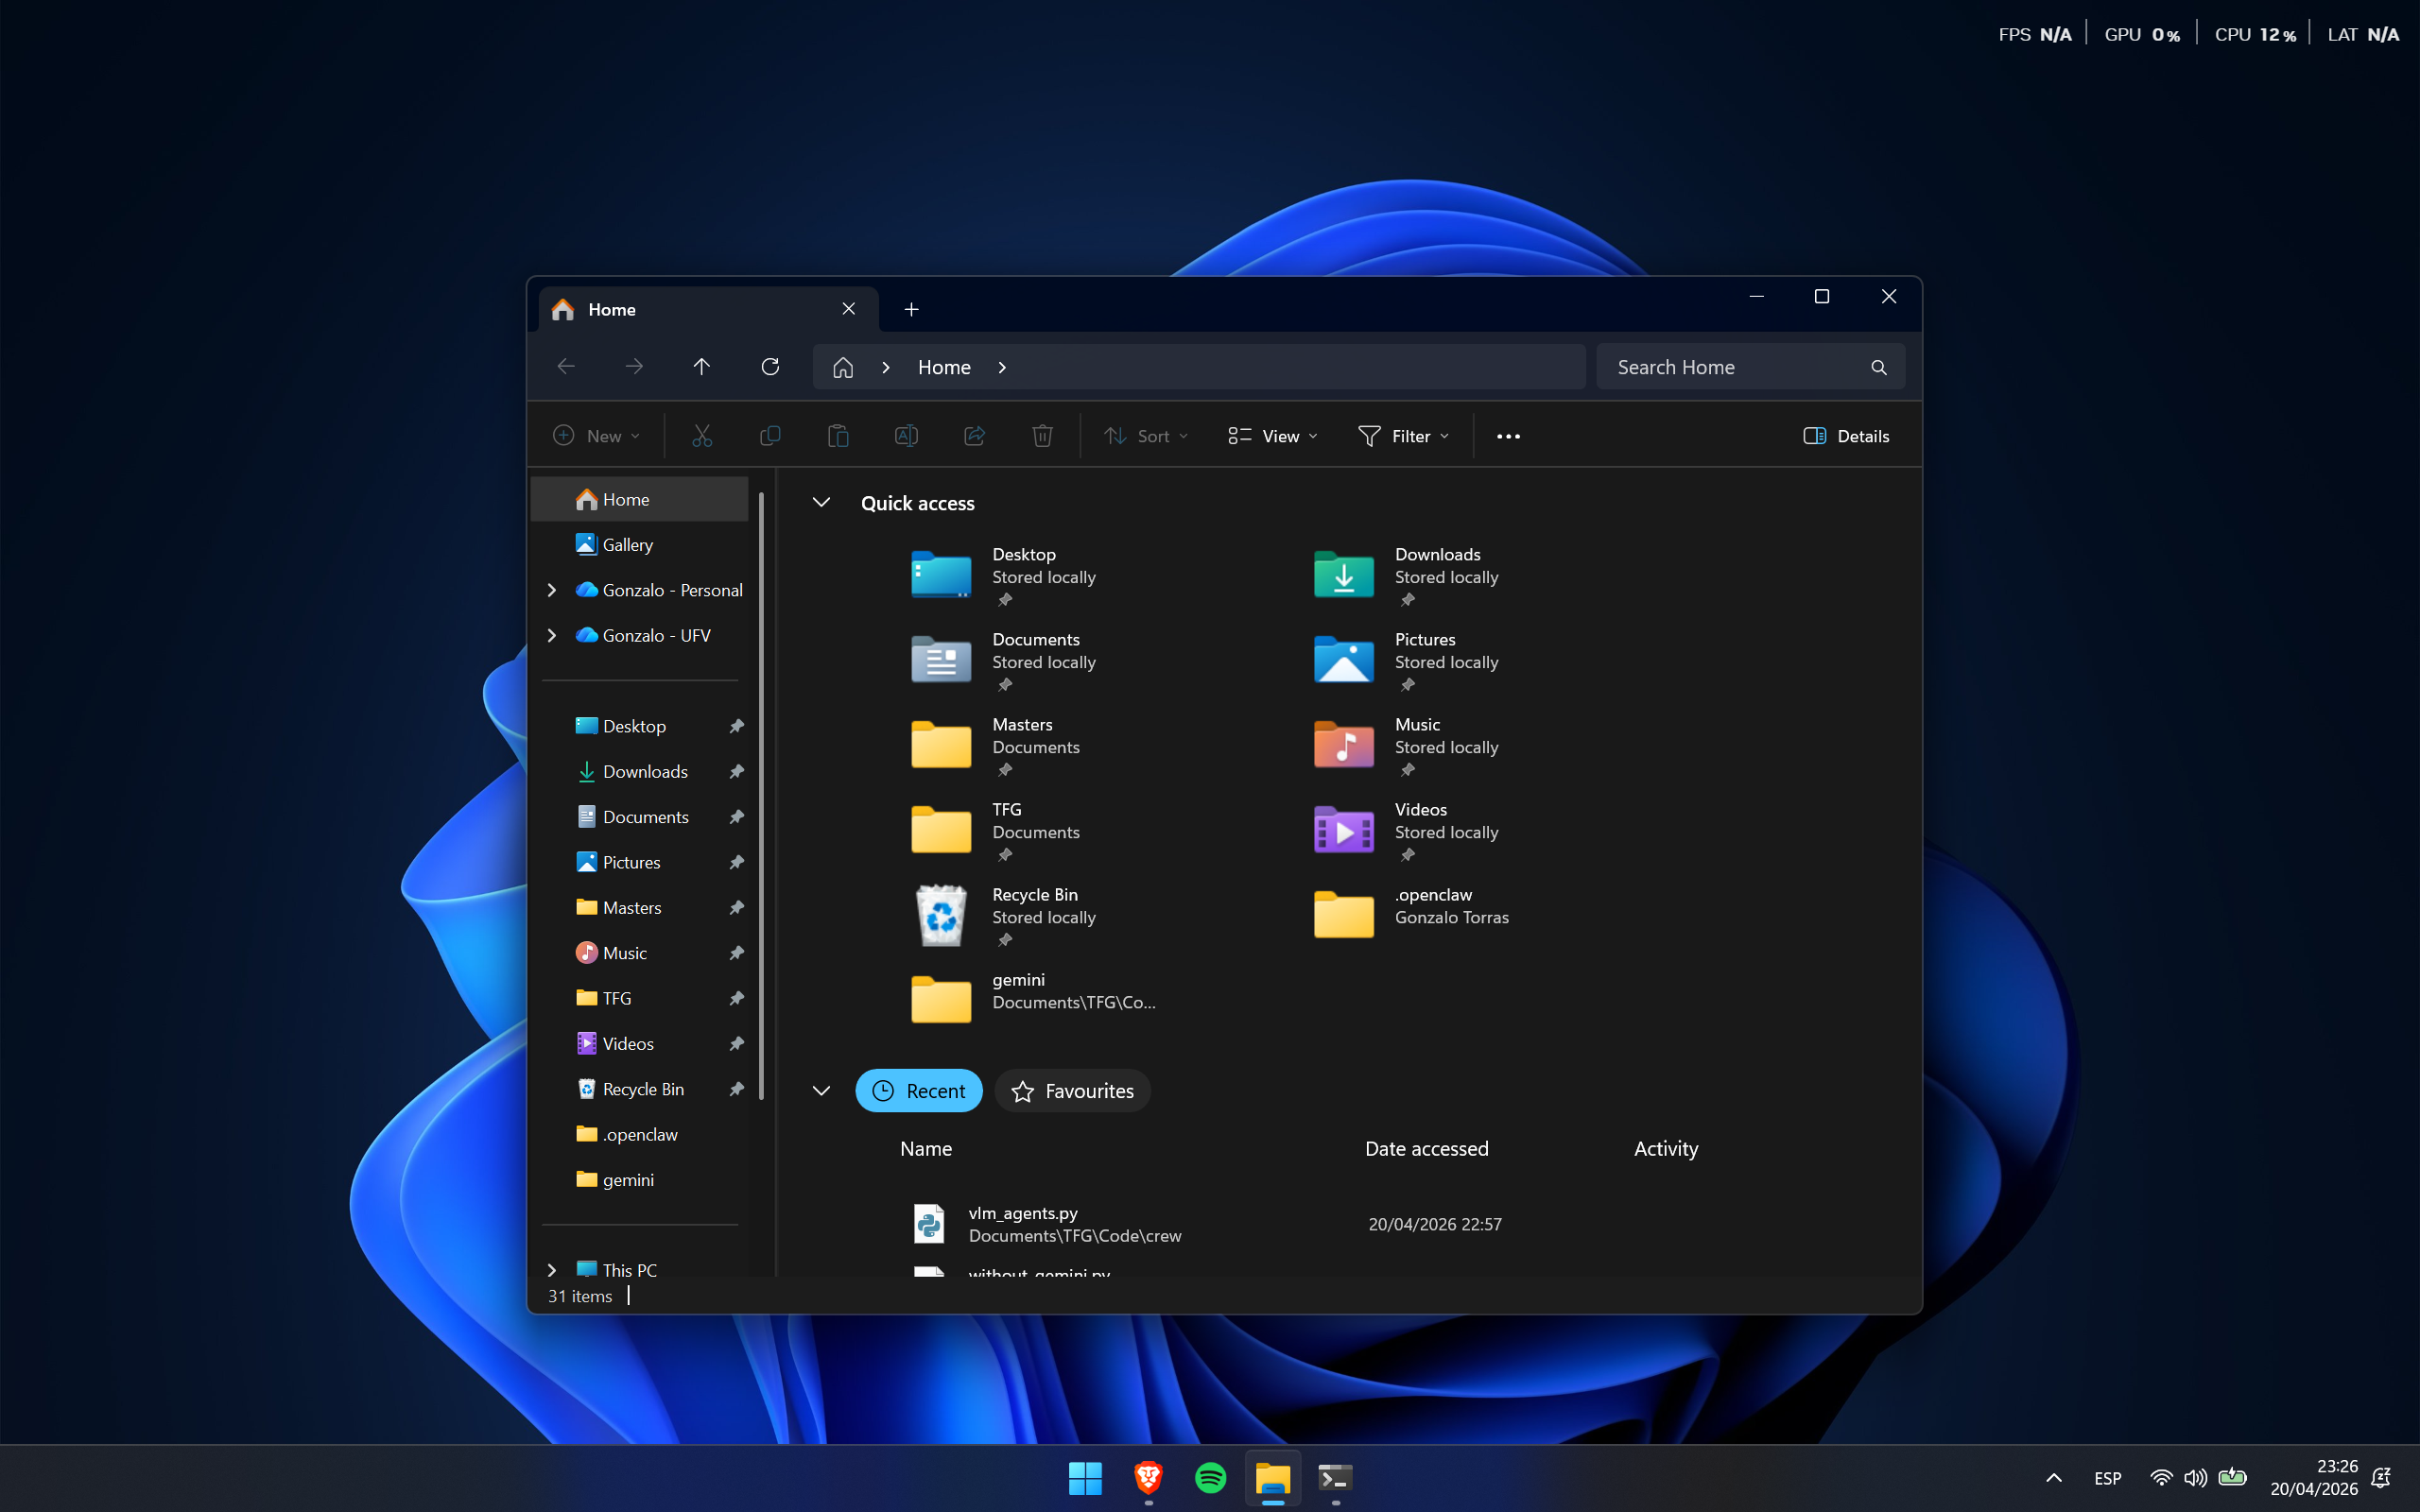 FPS N/A GPU 0% CPU 12% LAT N/A
Home
Home
Search Home
New
Sort
View
Filter
Details
Home
Gallery
Gonzalo - Personal
Gonzalo - UFV
Desktop
Downloads
Documents
Pictures
Masters
Music
TFG
Videos
Recycle Bin
.openclaw
gemini
This PC
31 items
Quick access
Desktop
Stored locally
Downloads
Stored locally
Documents
Stored locally
Pictures
Stored locally
Masters
Documents
Music
Stored locally
TFG
Documents
Videos
Stored locally
Recycle Bin
Stored locally
.openclaw
Gonzalo Torras
gemini
Documents\TFG\Co...
Recent
Favourites
Name Date accessed Activity
vlm_agents.py
Documents\TFG\Code\crew
20/04/2026 22:57
without_gemini.py
ESP
23:26
20/04/2026